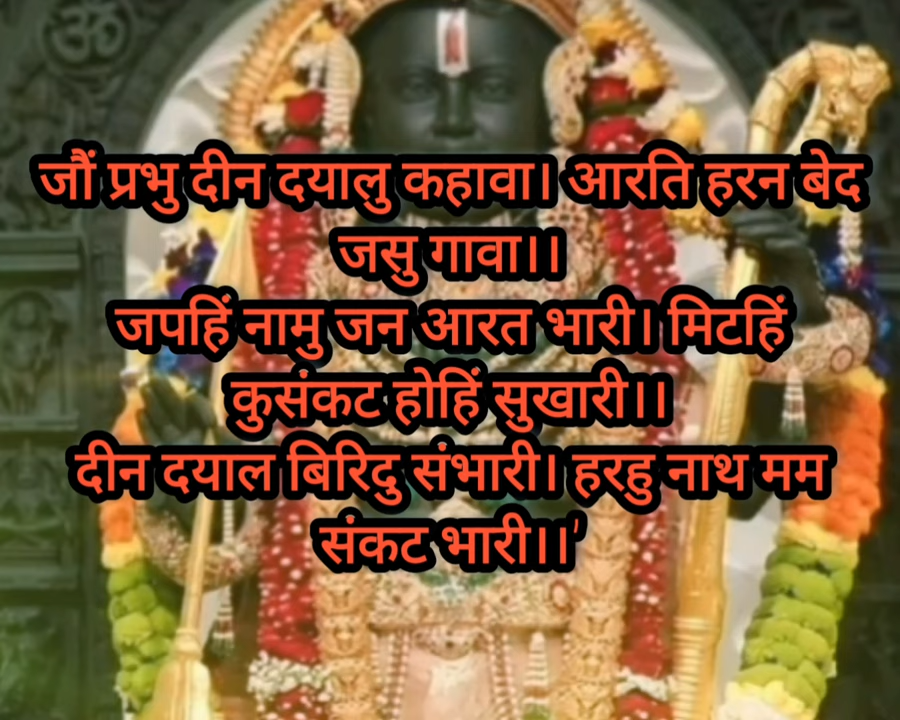 ॐ
जौं प्रभु दीन दयालु कहावा। आरति हरन बेद
जसु गावा।।
जपहिं नामु जन आरत भारी। मिटहिं
कुसंकट होहिं सुखारी।।
दीन दयाल बिरिदु संभारी। हरहु नाथ मम
संकट भारी।।'